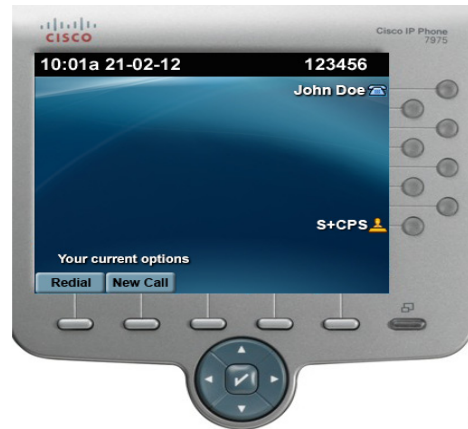 CISCO
Cisco IP Phone
7975
10:01a 21-02-12 123456
John Doe
S+CPS
Your current options
Redial New Call